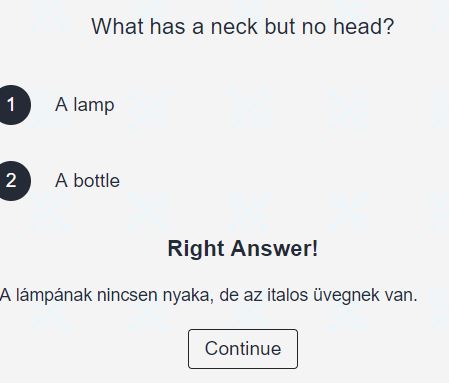 What has a neck but no head?
1 A lamp
2 A bottle
Right Answer!
A lámpának nincsen nyaka, de az italos üvegnek van.
Continue